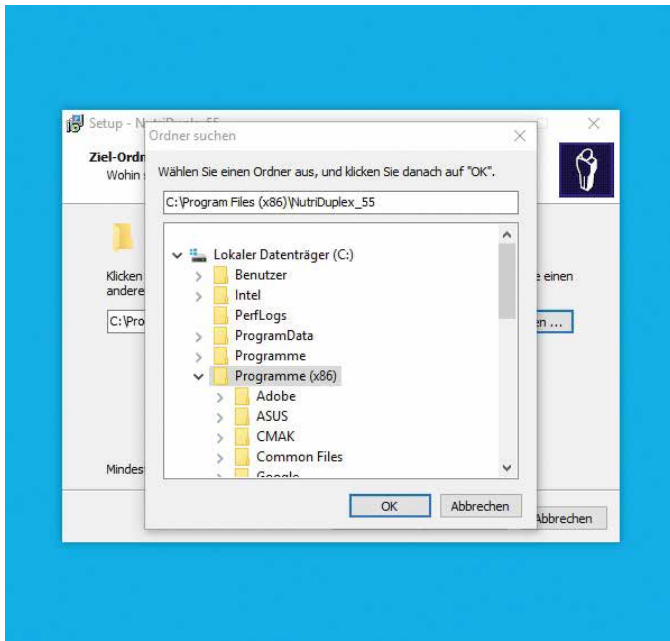 Setup - N
Ordner suchen
Ziel-Ordn
Wohin
Wählen Sie einen Ordner aus, und klicken Sie danach auf "OK".
C:\Program Files (x86)\NutriDuplex_55
Lokaler Datenträger (C:)
Benutzer
Klicken
e einen
Intel
andere
PerfLogs
C:\Pro
en ...
ProgramData
Programme
Programme (x86)
Adobe
ASUS
CMAK
Common Files
Mindes
Google
OK
Abbrechen
Abbrechen